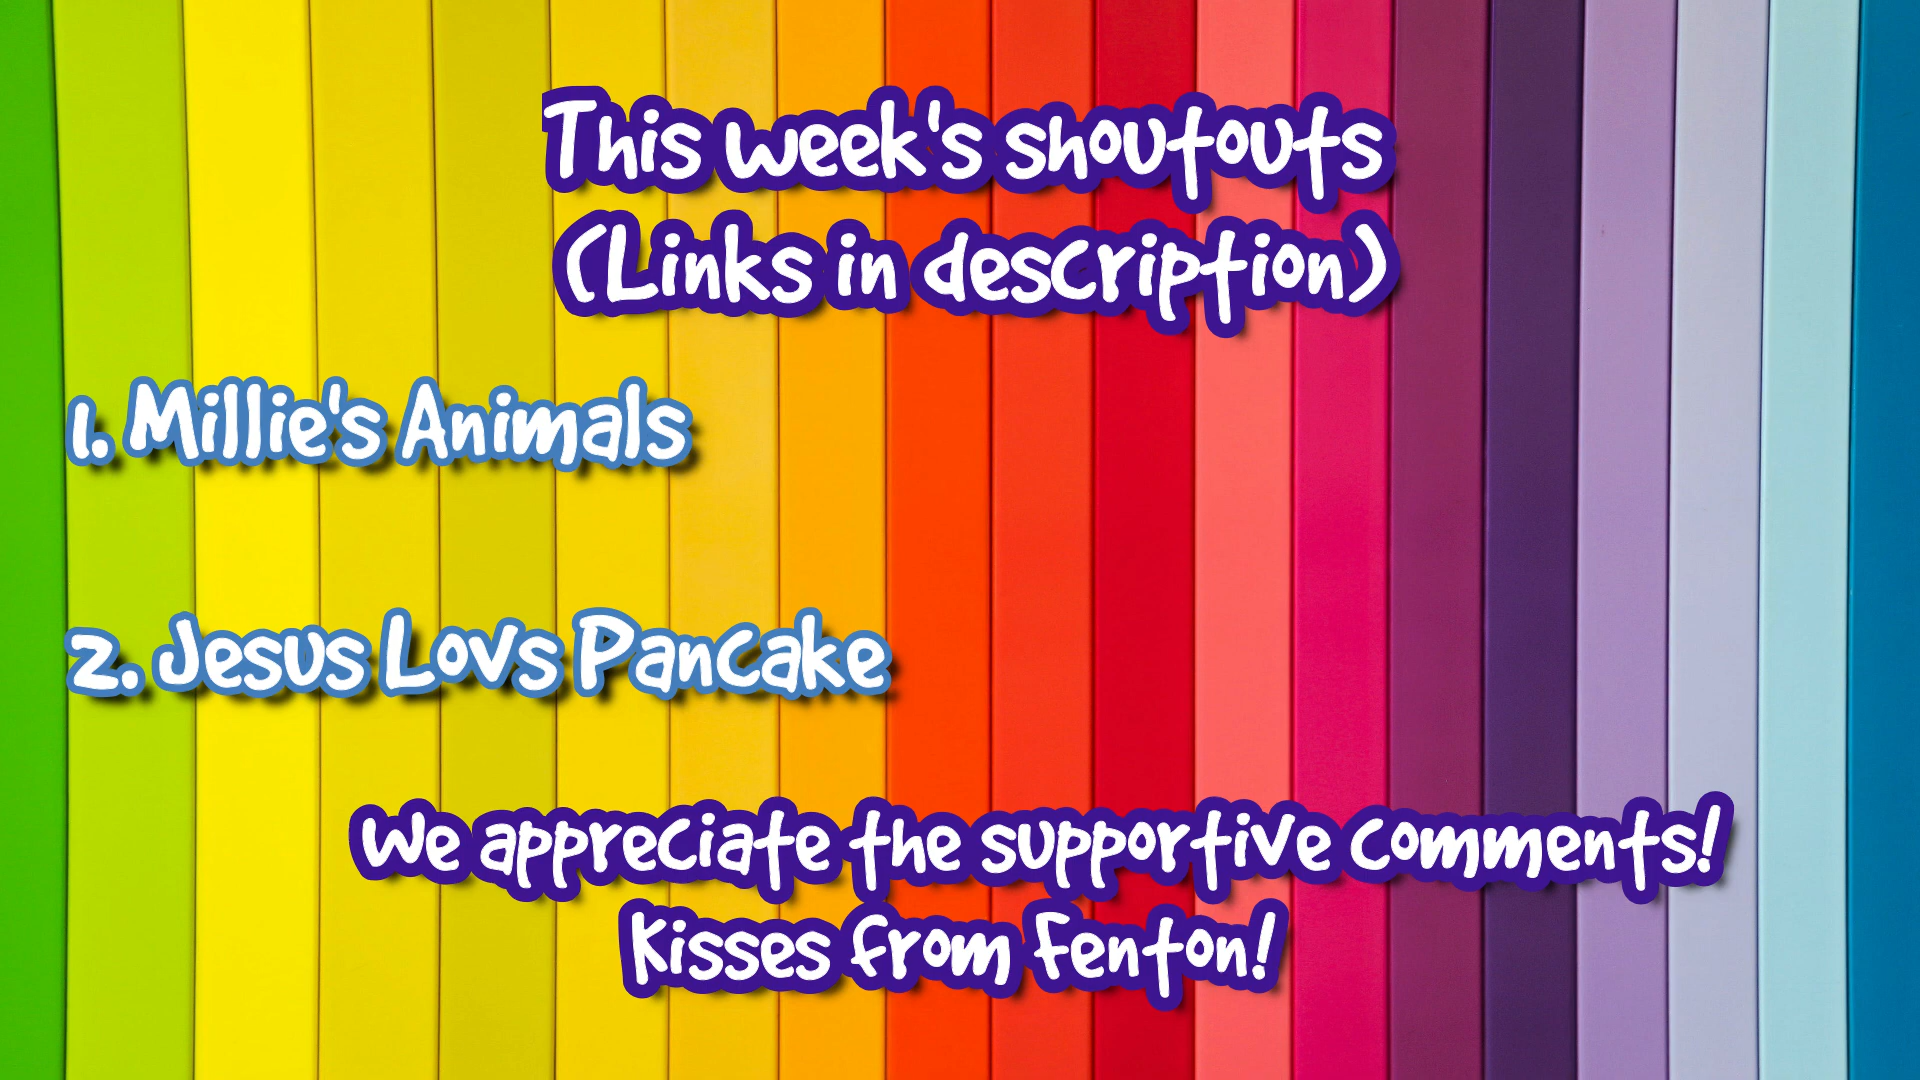 This week's shoutouts
(Links in description)
1. Millie's Animals
2. Jesus Lovs Pancake
We appreciate the supportive comments!
Kisses from Fenton!